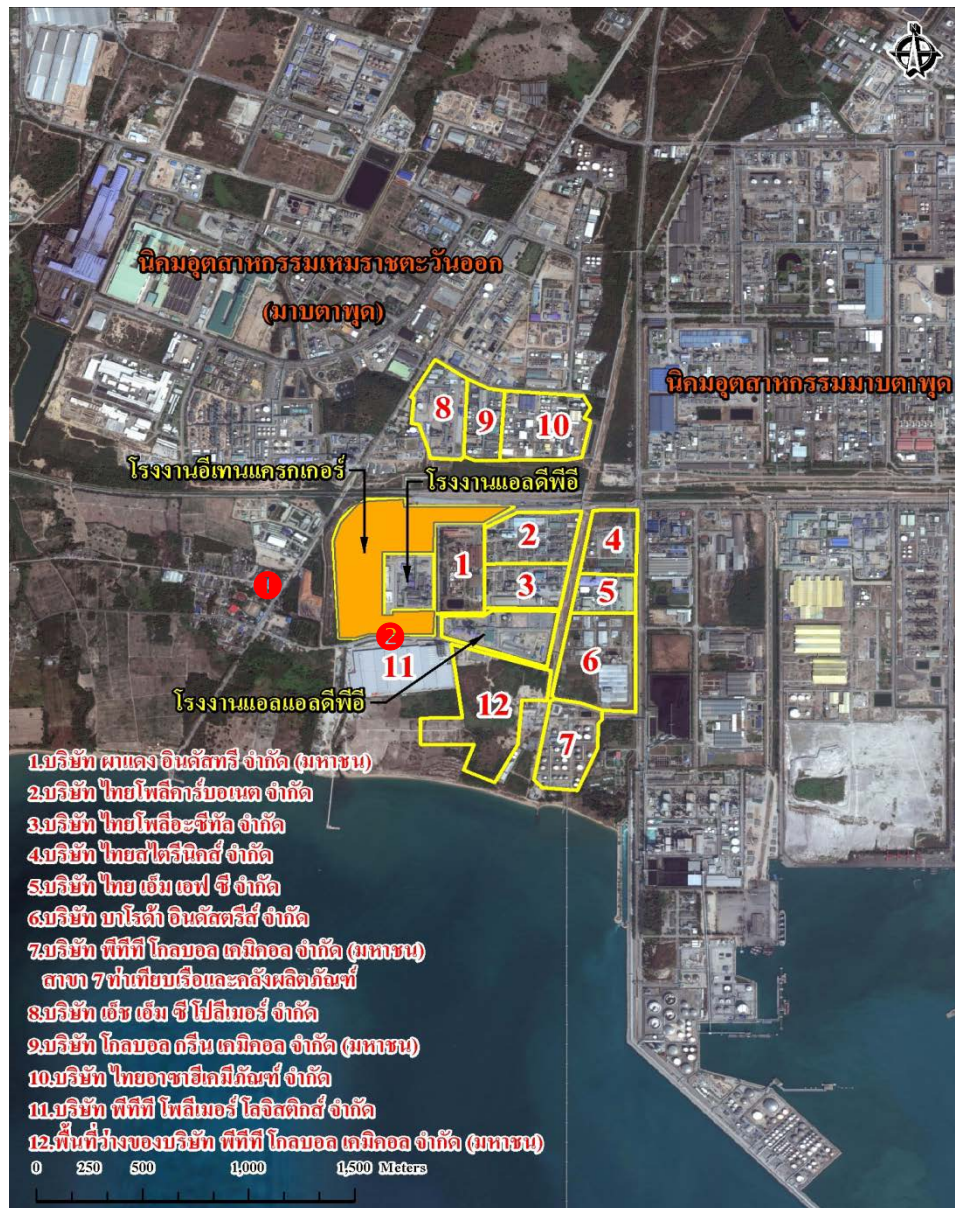 นิคมอุตสาหกรรมเหมราชตะวันออก
(มาบตาพุด)
นิคมอุตสาหกรรมมาบตาพุด
8
9
10
โรงงานอีเทนแครกเกอร์
โรงงานแอลดีพีอี
1
2
3
4
5
1
2
11
6
12
7
โรงงานแอลแอลดีพีอี
1.บริษัท ผาแดง อินดัสทรี จำกัด (มหาชน)
2.บริษัท ไทยโพลีคาร์บอเนต จำกัด
3.บริษัท ไทยโพลีอะซีทัล จำกัด
4.บริษัท ไทยสไตรีนิคส์ จำกัด
5.บริษัท ไทย เอ็ม เอฟ ซี จำกัด
6.บริษัท บาโรด้า อินดัสตรีส์ จำกัด
7.บริษัท พีทีที โกลบอล เคมิคอล จำกัด (มหาชน)
สาขา 7 ท่าเทียบเรือและคลังผลิตภัณฑ์
8.บริษัท เอ็ช เอ็ม ซี โปลีเมอร์ จำกัด
9.บริษัท โกลบอล กรีน เคมิคอล จำกัด (มหาชน)
10.บริษัท ไทยอาซาฮีเคมีภัณฑ์ จำกัด
11.บริษัท พีทีที โพลีเมอร์ โลจิสติกส์ จำกัด
12.พื้นที่ว่างของบริษัท พีทีที โกลบอล เคมิคอล จำกัด (มหาชน)
0 250 500 1,000 1,500 Meters